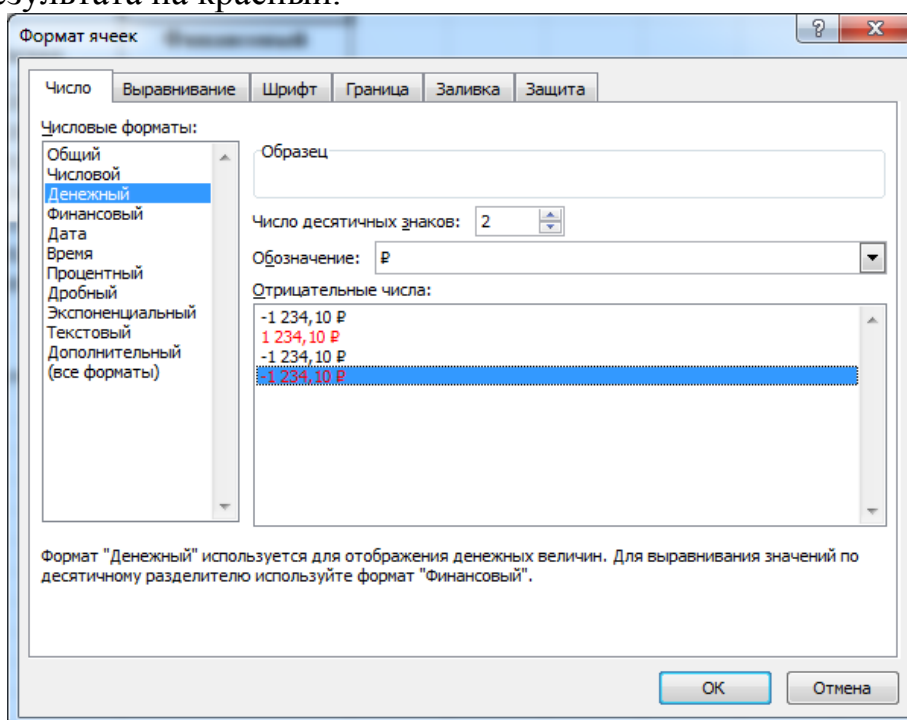 на красный.
Формат ячеек
Число Выравнивание Шрифт Граница Заливка Защита
Числовые форматы:
Общий
Числовой
Денежный
Финансовый
Дата
Время
Процентный
Дробный
Экспоненциальный
Текстовый
Дополнительный
(все форматы)
Образец
Число десятичных знаков: 2
Обозначение: ₽
Отрицательные числа:
-1 234,10 ₽
1 234,10 ₽
-1 234,10 ₽
-1 234,10 ₽
Формат "Денежный" используется для отображения денежных величин. Для выравнивания значений по
десятичному разделителю используйте формат "Финансовый".
ОК Отмена